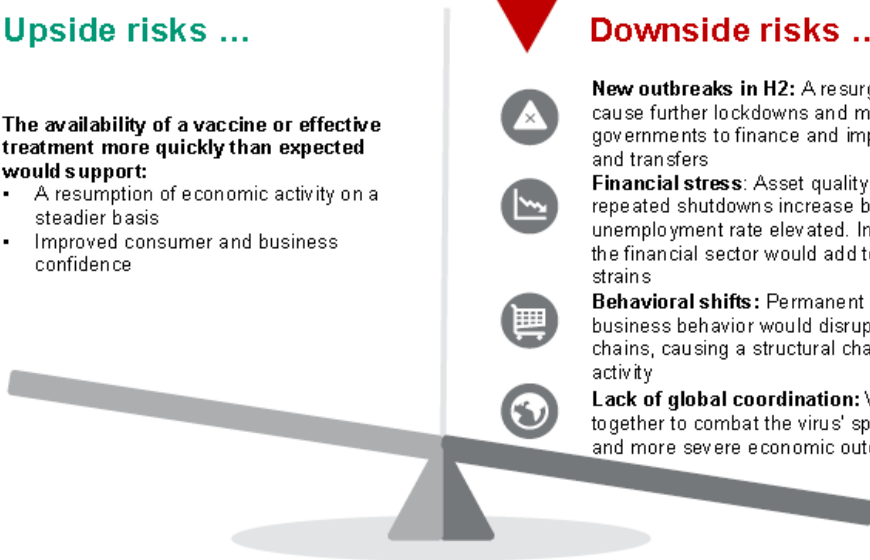 Upside risks ...
The availability of a vaccine or effective
treatment more quickly than expected
would support:
▪ A resumption of economic activity on a
steadier basis
▪ Improved consumer and business
confidence
Downside risks ..
New outbreaks in H2: A
cause further lockdowns and
governments to finance and
and transfers
Financial stress: Asset quality
repeated shutdowns increase
unemployment rate elevated.
the financial sector would add
strains
Behavioral shifts: Permanent
business behavior would
chains, causing a structural
activity
Lack of global coordination:
together to combat the virus'
and more severe economic